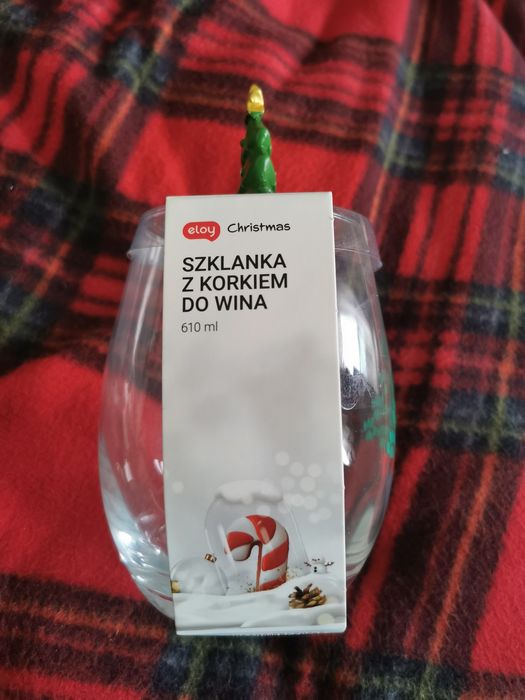 eloy Christmas
SZKLANKA
Z KORKIEM
DO WINA
610 ml